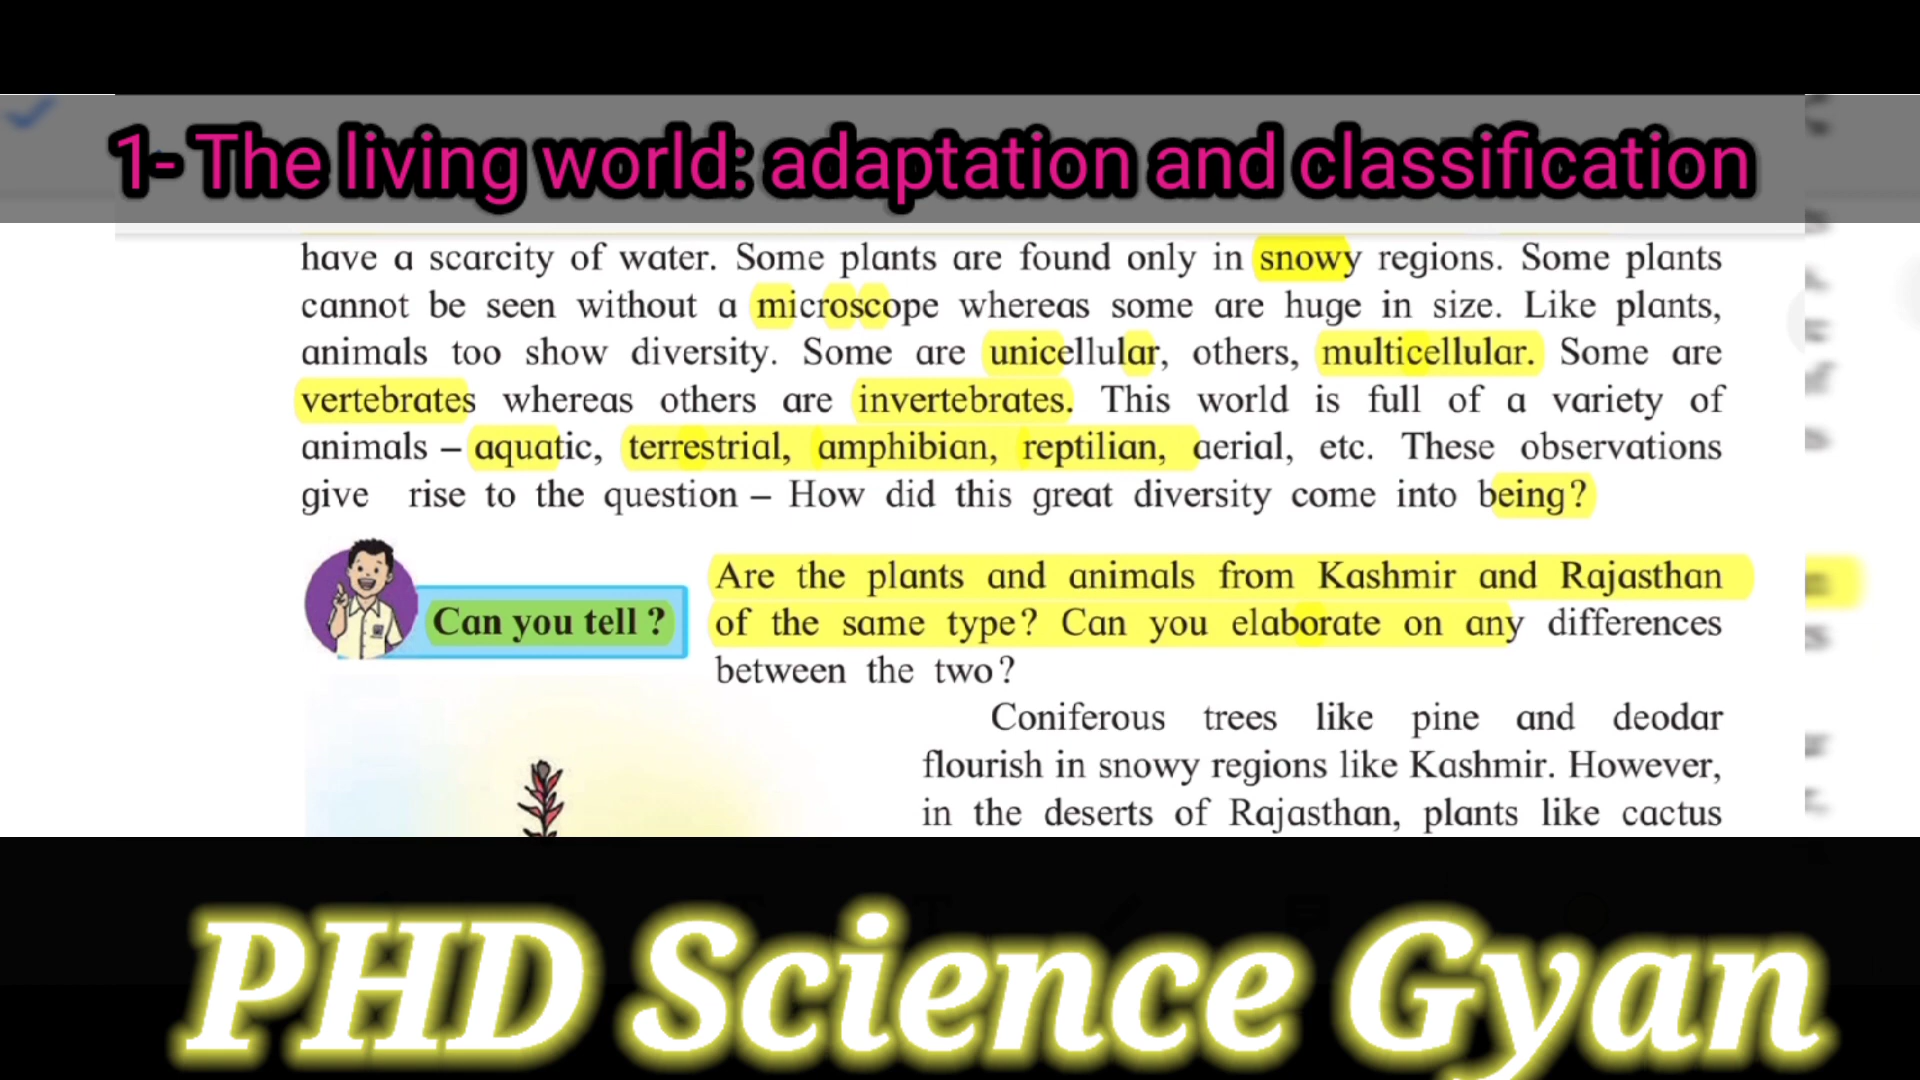 1- The living world: adaptation and classification
have a scarcity of water. Some plants are found only in snowy regions. Some plants
cannot be seen without a microscope whereas some are huge in size. Like plants,
animals too show diversity. Some are unicellular, others, multicellular. Some are
vertebrates whereas others are invertebrates. This world is full of a variety of
animals – aquatic, terrestrial, amphibian, reptilian, aerial, etc. These observations
give rise to the question – How did this great diversity come into being?
Can you tell ?
Are the plants and animals from Kashmir and Rajasthan
of the same type? Can you elaborate on any differences
between the two?
Coniferous trees like pine and deodar
flourish in snowy regions like Kashmir. However,
in the deserts of Rajasthan, plants like cactus
PHD Science Gyan